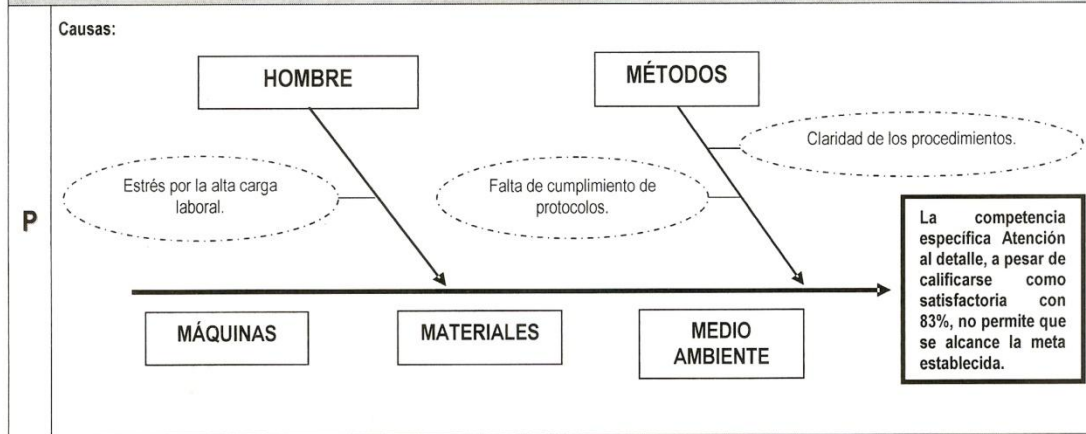 Causas:
HOMBRE
MÉTODOS
Claridad de los procedimientos.
Estrés por la alta carga
laboral.
Falta de cumplimiento de
protocolos.
P
La competencia
específica Atención
al detalle, a pesar de
calificarse como
satisfactoria con
83%, no permite que
se alcance la meta
establecida.
MÁQUINAS
MATERIALES
MEDIO
AMBIENTE